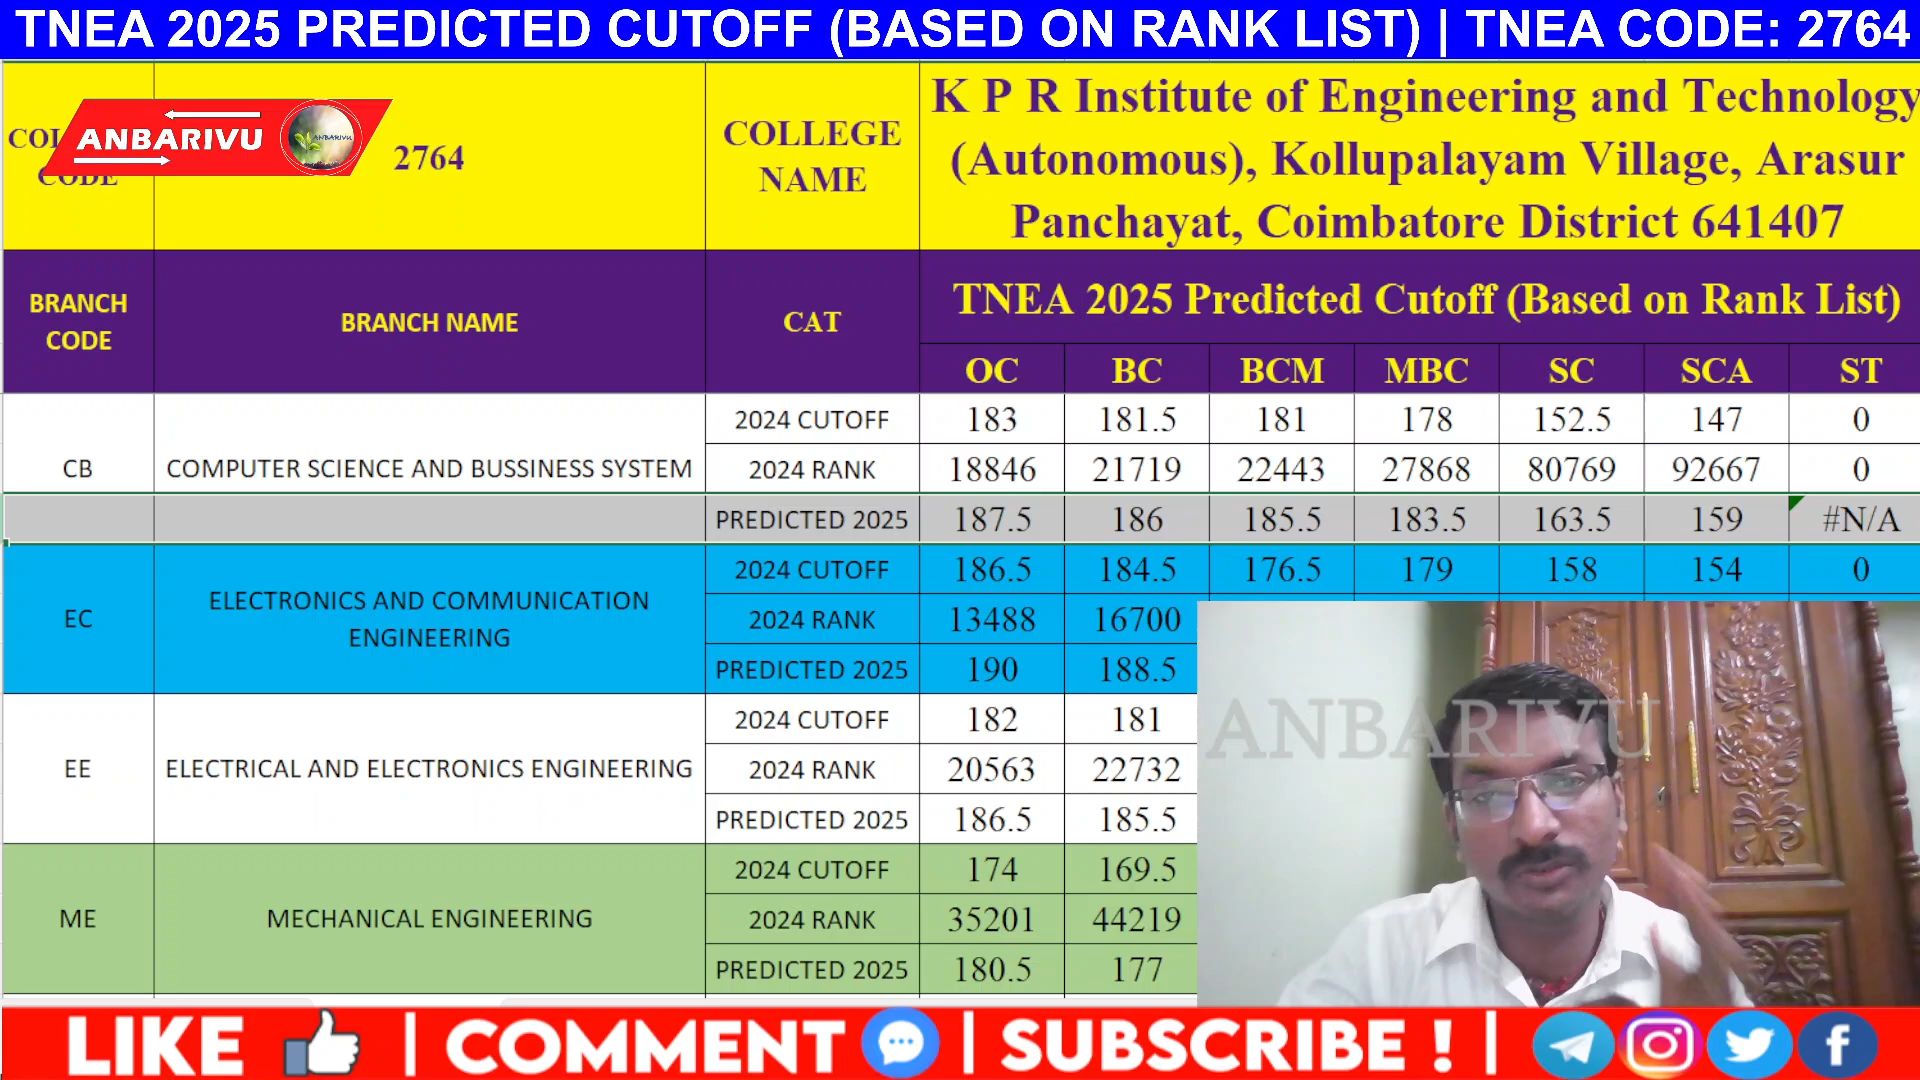 TNEA 2025 PREDICTED CUTOFF (BASED ON RANK LIST) | TNEA CODE: 2764
ANBARIVU
ANBARIVU
CODE
2764
COLLEGE
NAME
K P R Institute of Engineering and Technology
(Autonomous), Kollupalayam Village, Arasur
Panchayat, Coimbatore District 641407
BRANCH
CODE
BRANCH NAME
CAT
TNEA 2025 Predicted Cutoff (Based on Rank List)
OC BC BCM MBC SC SCA ST
2024 CUTOFF 183 181.5 181 178 152.5 147 0
CB COMPUTER SCIENCE AND BUSSINESS SYSTEM 2024 RANK 18846 21719 22443 27868 80769 92667 0
PREDICTED 2025 187.5 186 185.5 183.5 163.5 159 #N/A
2024 CUTOFF 186.5 184.5 176.5 179 158 154 0
EC ELECTRONICS AND COMMUNICATION
ENGINEERING
2024 RANK 13488 16700
PREDICTED 2025 190 188.5
2024 CUTOFF 182 181
EE ELECTRICAL AND ELECTRONICS ENGINEERING 2024 RANK 20563 22732
PREDICTED 2025 186.5 185.5
2024 CUTOFF 174 169.5
ME MECHANICAL ENGINEERING 2024 RANK 35201 44219
PREDICTED 2025 180.5 177
ANBARIVU
LIKE | COMMENT | SUBSCRIBE ! |